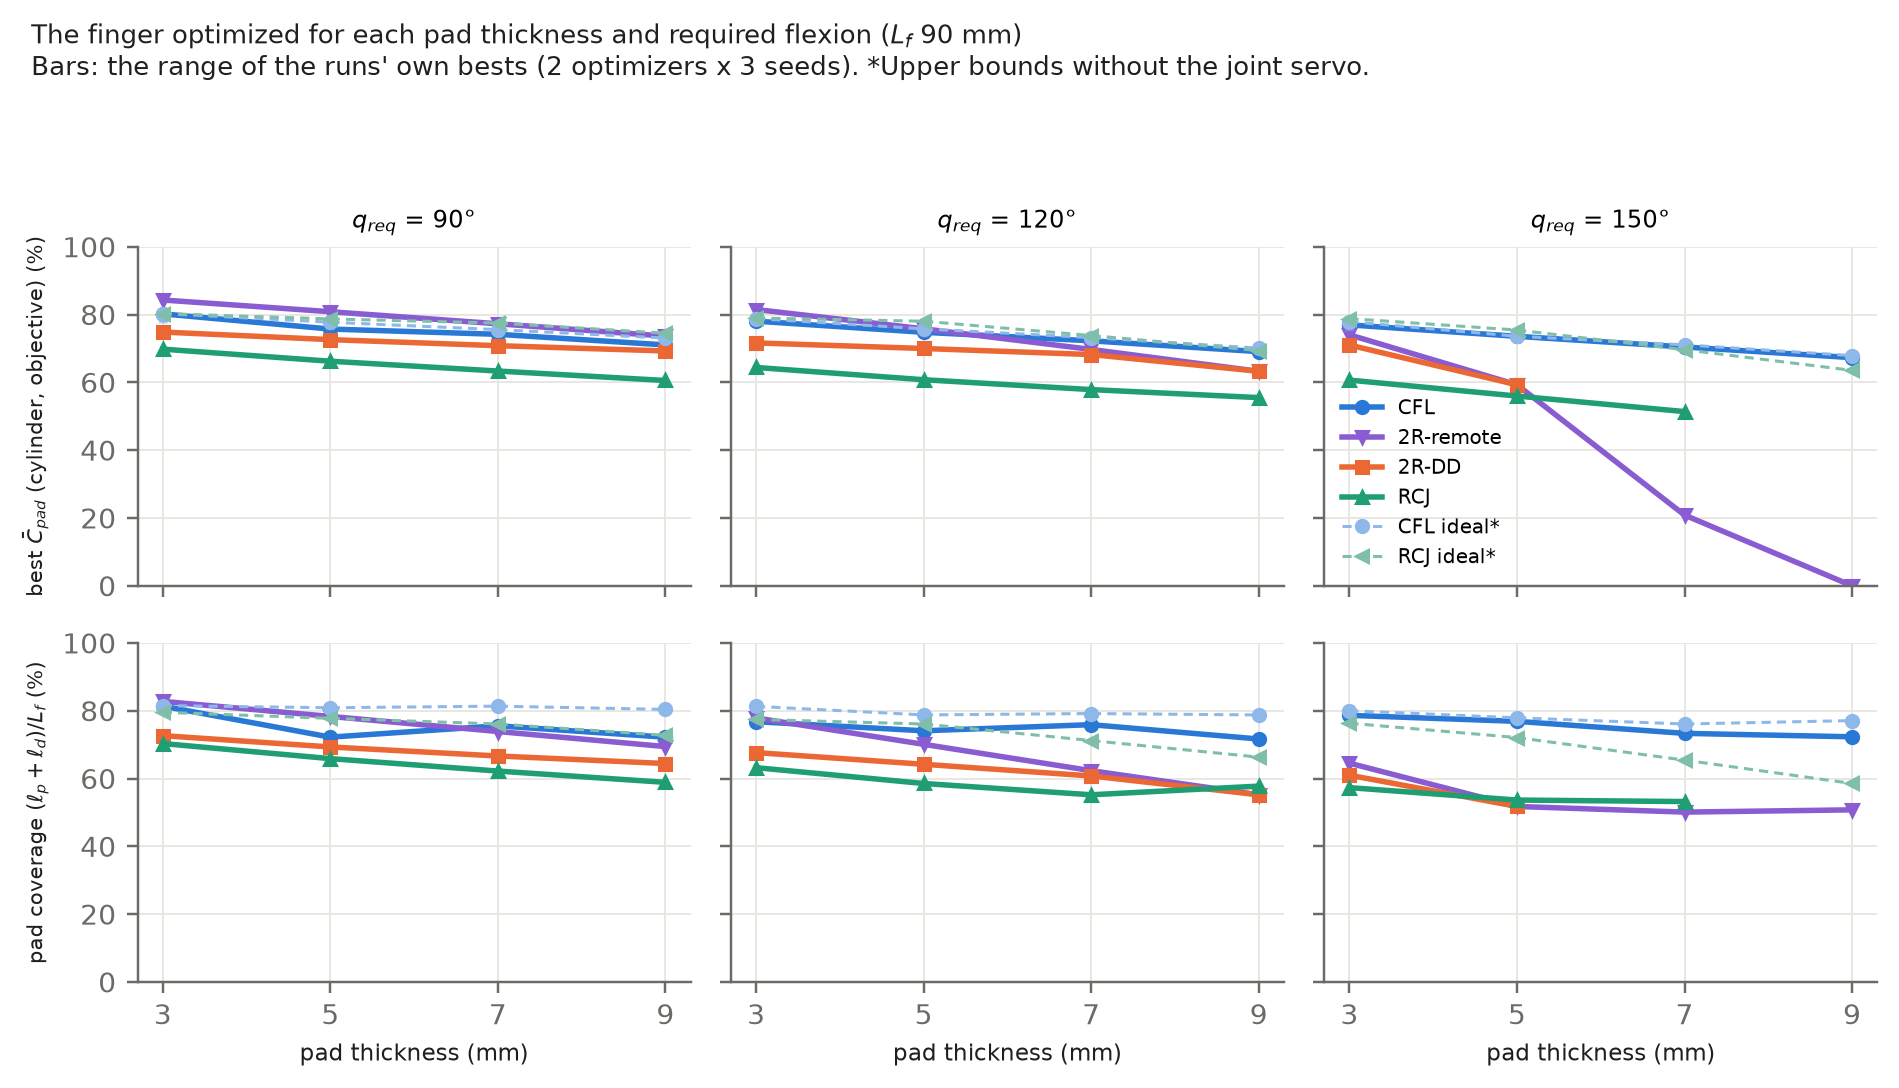 The finger optimized for each pad thickness and required flexion (L_f 90 mm)
Bars: the range of the runs' own bests (2 optimizers x 3 seeds). *Upper bounds without the joint servo.
q_req = 90°
q_req = 120°
q_req = 150°
best C̄_pad (cylinder, objective) (%)
100
80
60
40
20
0
CFL
2R-remote
2R-DD
RCJ
CFL ideal*
RCJ ideal*
pad coverage (ℓ_p + ℓ_d)/L_f (%)
100
80
60
40
20
0
3 5 7 9
3 5 7 9
3 5 7 9
pad thickness (mm)
pad thickness (mm)
pad thickness (mm)